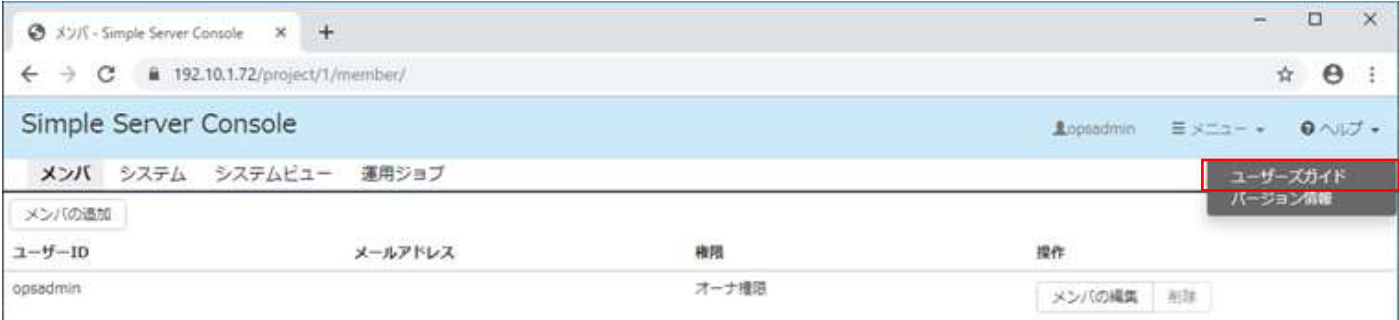 メンバ - Simple Server Console
192.10.1.72/project/1/member/
Simple Server Console
opsadmin メニュー ヘルプ
メンバ システム システムビュー 運用ジョブ
ユーザーズガイド
バージョン情報
メンバの追加
ユーザーID メールアドレス 権限 操作
opsadmin オーナ権限 メンバの編集 削除